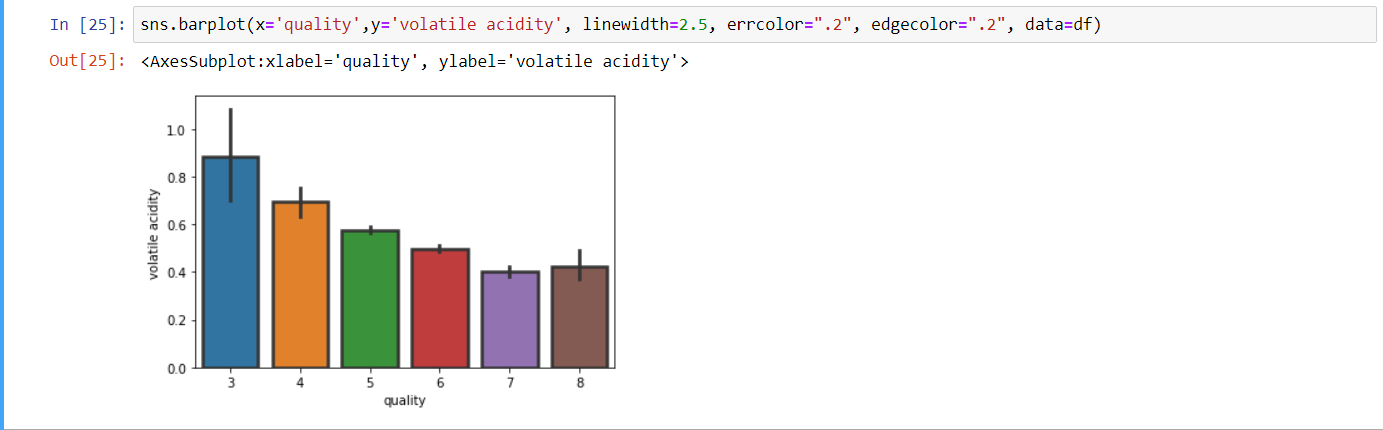 In [25]: sns.barplot(x='quality',y='volatile acidity', linewidth=2.5, errcolor=".2", edgecolor=".2", data=df)
Out[25]: <AxesSubplot:xlabel='quality', ylabel='volatile acidity'>
1.0
0.8
0.6
0.4
0.2
0.0
volatile acidity
3 4 5 6 7 8
quality